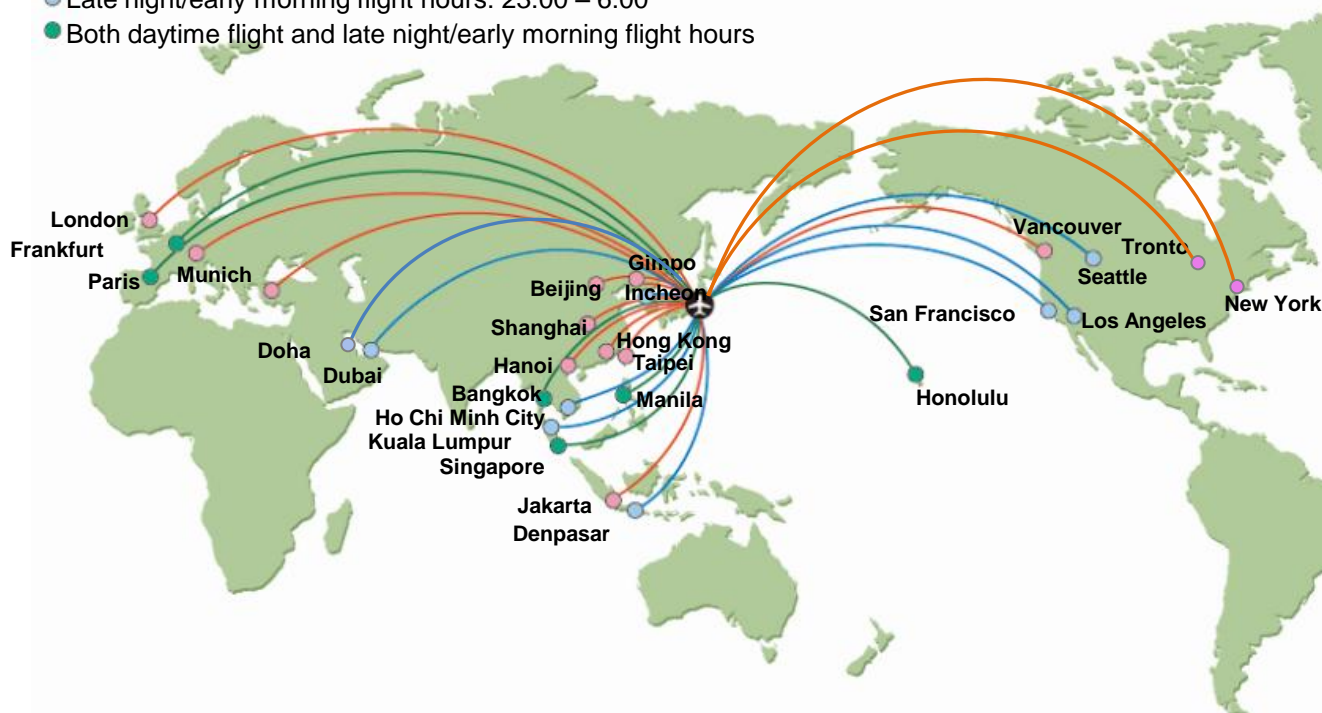 Late night/early morning flight hours: 23:00 – 6:00
Both daytime flight and late night/early morning flight hours
London
Frankfurt
Paris
Munich
Doha
Dubai
Gimpo
Beijing
Incheon
Shanghai
Hong Kong
Hanoi
Taipei
Bangkok
Manila
Ho Chi Minh City
Kuala Lumpur
Singapore
Jakarta
Denpasar
Vancouver
Tronto
Seattle
New York
San Francisco
Los Angeles
Honolulu